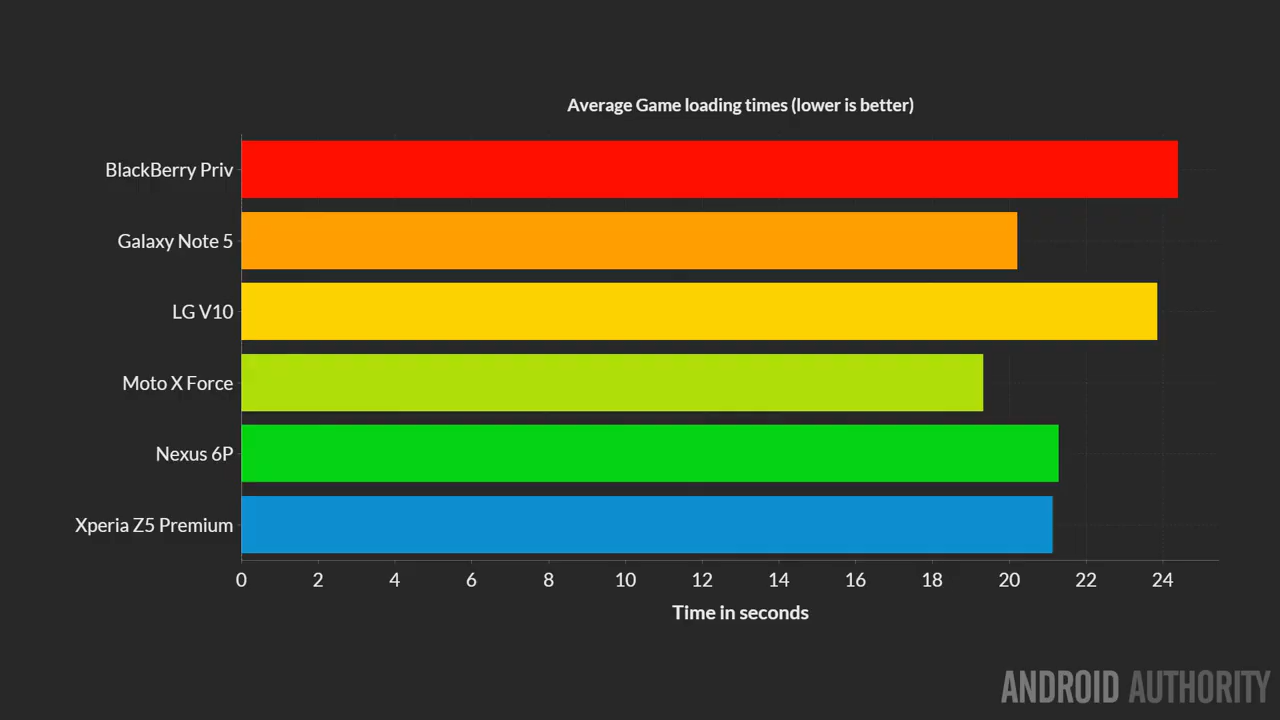 Average Game loading times (lower is better)
BlackBerry Priv
Galaxy Note 5
LG V10
Moto X Force
Nexus 6P
Xperia Z5 Premium
0 2 4 6 8 10 12 14 16 18 20 22 24
Time in seconds
ANDROID AUTHORITY